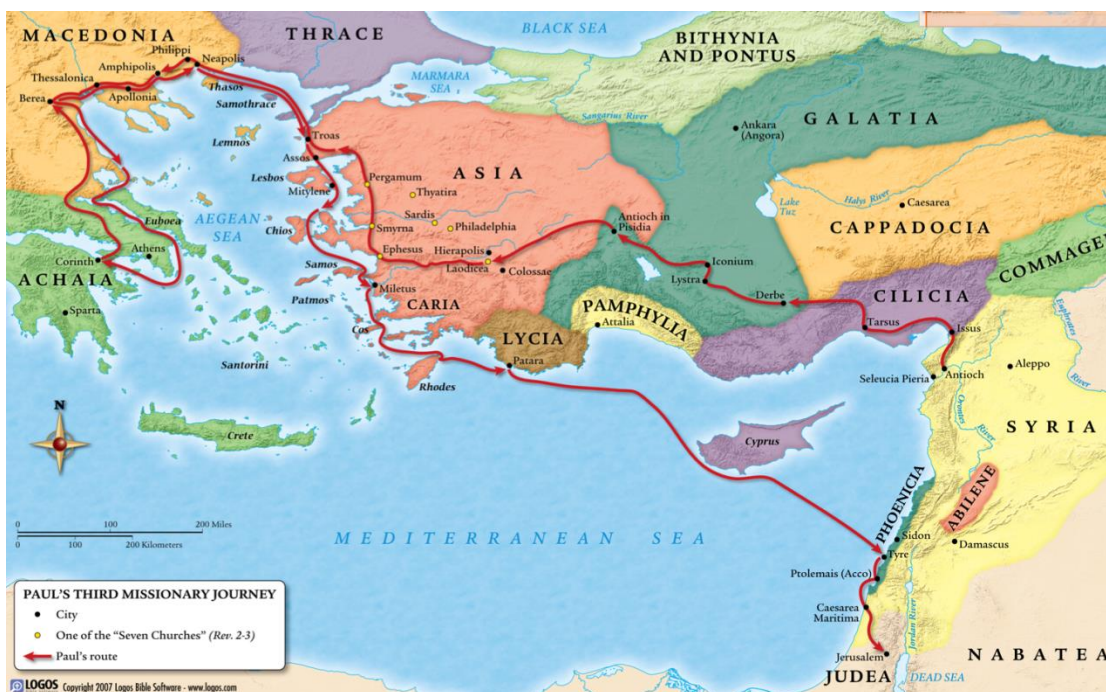 BLACK SEA
MACEDONIA
THRACE
BITHYNIA
AND PONTUS
Philippi
Neapolis
Amphipolis
Thessalonica
Berea
Apollonia
Thasos
Samothrace
MARMARA
SEA
Sangarius River
Ankara
(Angora)
GALATIA
Lemnos
Troas
Assos
ASIA
Lesbos
Mitylene
Pergamum
Thyatira
Lake
Tuz
Halys River
Caesarea
CAPPADOCIA
AEGEAN
SEA
Euboea
Chios
Sardis
Smyrna
Philadelphia
Antioch in
Pisidia
Athens
Corinth
ACHAIA
Sparta
Samos
Ephesus
Hierapolis
Laodicea
Colossae
Iconium
Lystra
Derbe
COMMAGE
CILICIA
Tarsus
Issus
Euphrates
River
Patmos
Miletus
CARIA
Cos
PAMPHYLIA
Attalia
LYCIA
Patara
Santorini
Rhodes
Seleucia Pieria
Antioch
Aleppo
Orontes
River
SYRIA
N
Crete
Cyprus
PHOENICIA
ABILENE
0 100 200 Miles
0 100 200 Kilometers
MEDITERRANEAN SEA
Sidon
Tyre
Damascus
Ptolemais (Acco)
Caesarea
Maritima
Jordan River
Jerusalem
JUDEA
DEAD SEA
NABATEA
PAUL'S THIRD MISSIONARY JOURNEY
City
One of the "Seven Churches" (Rev. 2-3)
Paul's route
LOGOS Copyright 2007 Logos Bible Software - www.logos.com